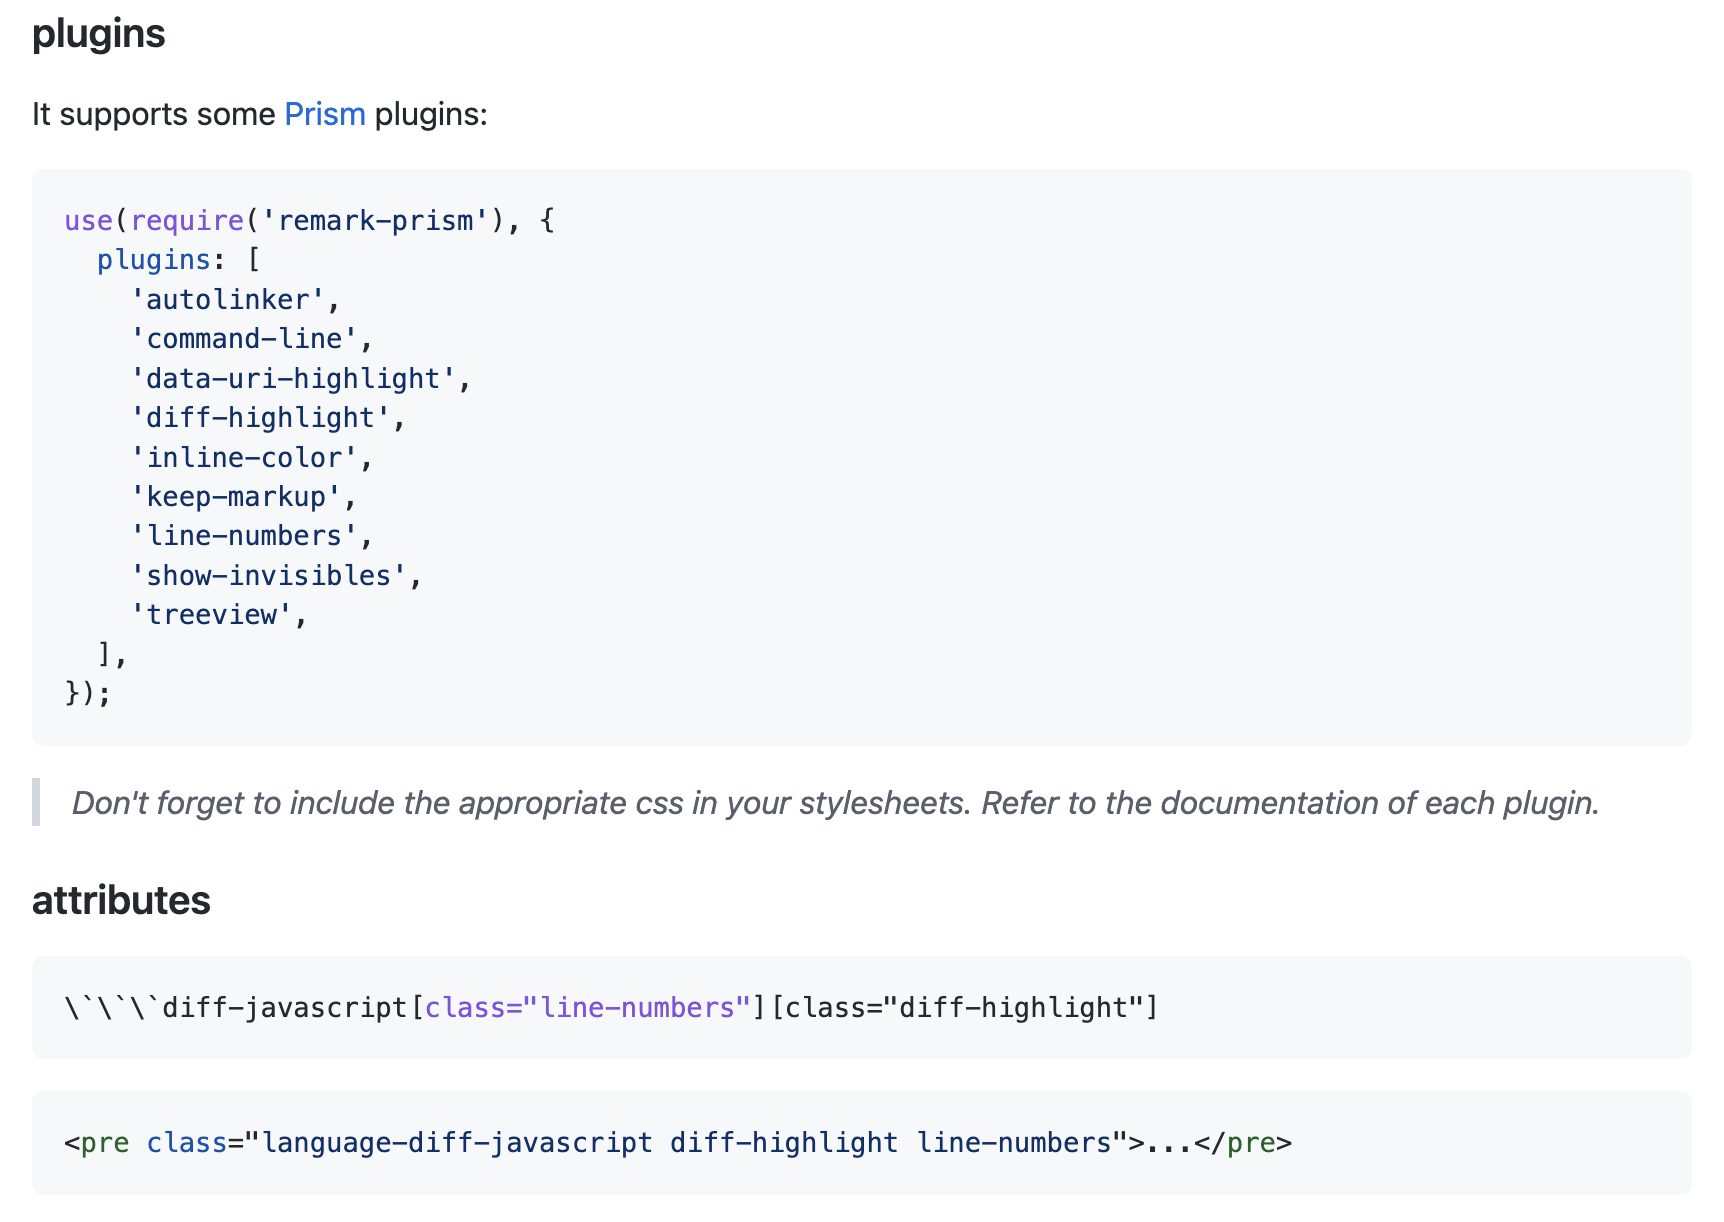 plugins
It supports some Prism plugins:
use(require('remark-prism'), {
  plugins: [
    'autolinker',
    'command-line',
    'data-uri-highlight',
    'diff-highlight',
    'inline-color',
    'keep-markup',
    'line-numbers',
    'show-invisibles',
    'treeview',
  ],
});
Don't forget to include the appropriate css in your stylesheets. Refer to the documentation of each plugin.
attributes
\`\`\`diff-javascript[class="line-numbers"][class="diff-highlight"]
<pre class="language-diff-javascript diff-highlight line-numbers">...</pre>